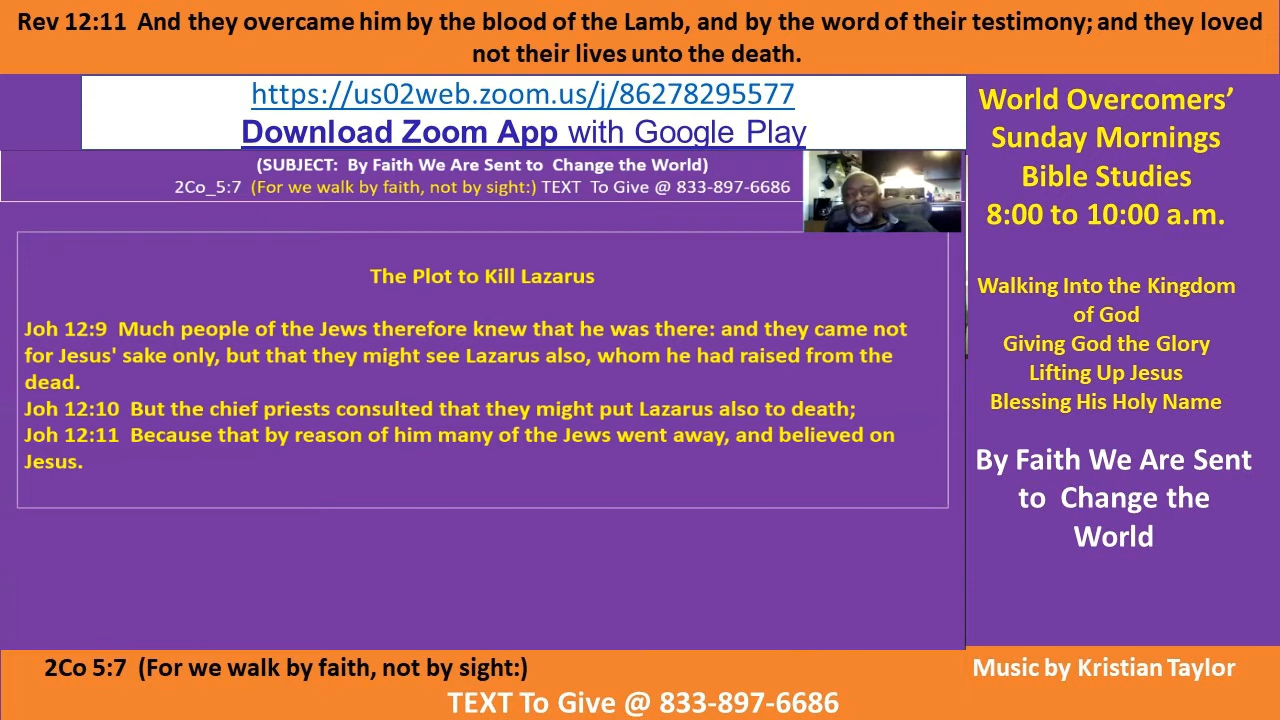 Rev 12:11  And they overcame him by the blood of the Lamb, and by the word of their testimony; and they loved
not their lives unto the death.
https://us02web.zoom.us/j/86278295577
Download Zoom App with Google Play
(SUBJECT:  By Faith We Are Sent to  Change the World)
2Co_5:7  (For we walk by faith, not by sight:) TEXT  To Give @ 833-897-6686
The Plot to Kill Lazarus
Joh 12:9  Much people of the Jews therefore knew that he was there: and they came not
for Jesus' sake only, but that they might see Lazarus also, whom he had raised from the
dead.
Joh 12:10  But the chief priests consulted that they might put Lazarus also to death;
Joh 12:11  Because that by reason of him many of the Jews went away, and believed on
Jesus.
World Overcomers’
Sunday Mornings
Bible Studies
8:00 to 10:00 a.m.
Walking Into the Kingdom
of God
Giving God the Glory
Lifting Up Jesus
Blessing His Holy Name
By Faith We Are Sent
to  Change the
World
2Co 5:7  (For we walk by faith, not by sight:)
Music by Kristian Taylor
TEXT To Give @ 833-897-6686